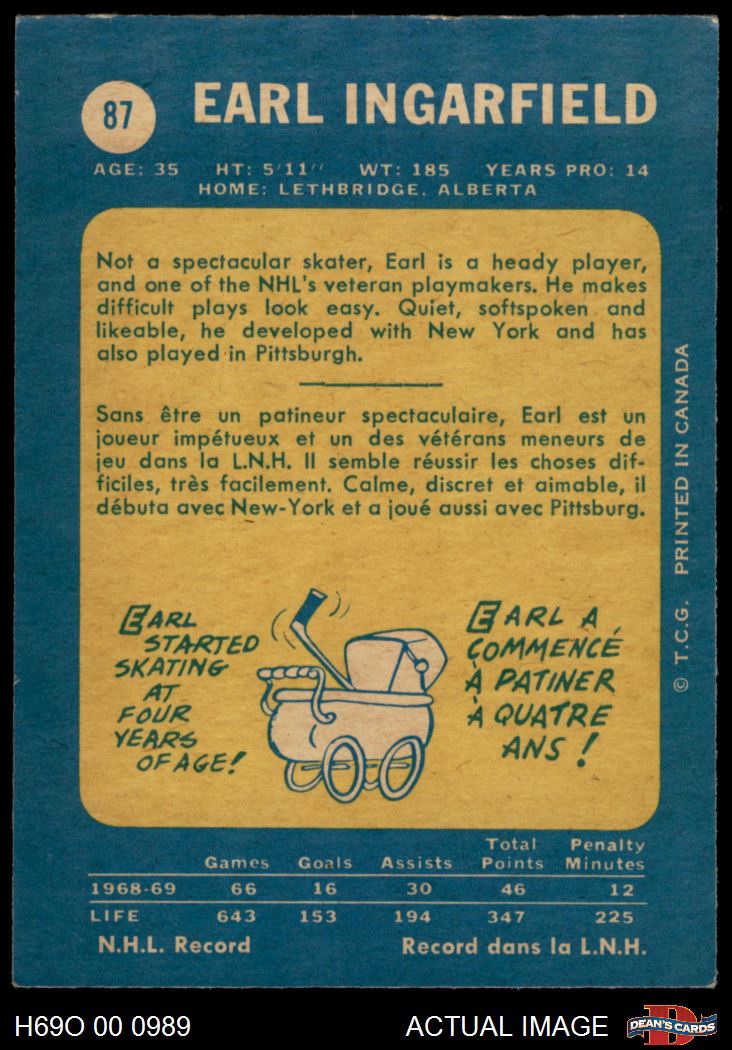 87
EARL INGARFIELD
AGE: 35 HT: 5'11'' WT: 185 YEARS PRO: 14
HOME: LETHBRIDGE, ALBERTA
Not a spectacular skater, Earl is a heady player,
and one of the NHL's veteran playmakers. He makes
difficult plays look easy. Quiet, softspoken and
likeable, he developed with New York and has
also played in Pittsburgh.
Sans être un patineur spectaculaire, Earl est un
joueur impétueux et un des vétérans meneurs de
jeu dans la L.N.H. Il semble réussir les choses dif-
ficiles, très facilement. Calme, discret et aimable, il
débuta avec New-York et a joué aussi avec Pittsburg.
EARL
STARTED
SKATING
AT
FOUR
YEARS
OF AGE!
EARL A
COMMENCÉ
À PATINER
À QUATRE
ANS!
© T.C.G. PRINTED IN CANADA
Total Penalty
Games Goals Assists Points Minutes
1968-69 66 16 30 46 12
LIFE 643 153 194 347 225
N.H.L. Record Record dans la L.N.H.
H69O 00 0989 ACTUAL IMAGE
D
DEAN'S CARDS